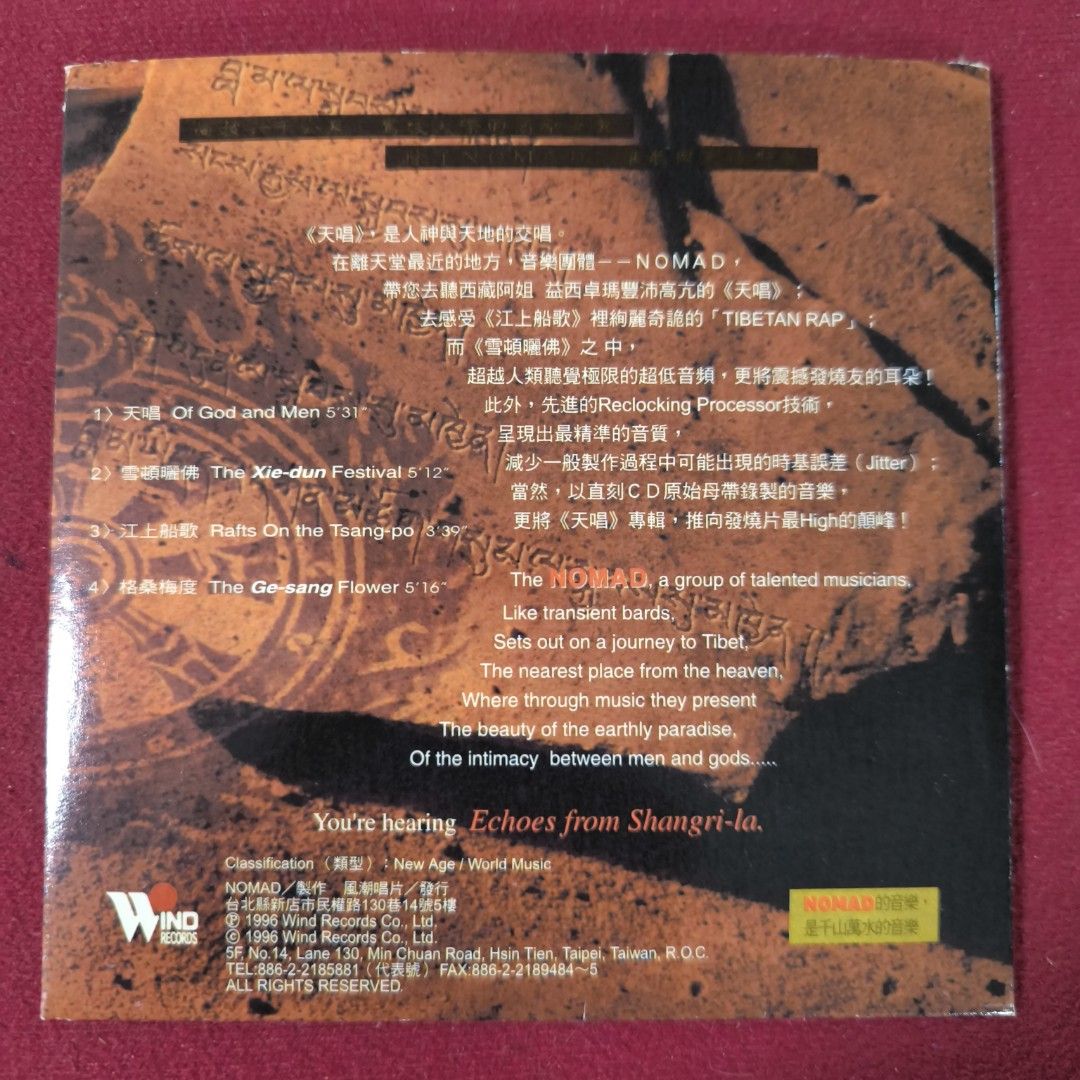 《天唱》，是人神與天地的交唱。
在離天堂最近的地方，音樂團體－－NOMAD，
帶您去聽西藏阿姐 益西卓瑪豐沛高亢的《天唱》；
去感受《江上船歌》裡絢麗奇詭的「TIBETAN RAP」；
而《雪頓曬佛》之 中，
超越人類聽覺極限的超低音頻，更將震撼發燒友的耳朵！
此外，先進的Reclocking Processor技術，
呈現出最精準的音質，
減少一般製作過程中可能出現的時基誤差（Jitter）；
當然，以直刻CD原始母帶錄製的音樂，
更將《天唱》專輯，推向發燒片最High的顛峰！
1〉天唱 Of God and Men 5'31"
2〉雪頓曬佛 The Xie-dun Festival 5'12"
3〉江上船歌 Rafts On the Tsang-po 3'39"
4〉格桑梅度 The Ge-sang Flower 5'16"
The NOMAD, a group of talented musicians,
Like transient bards,
Sets out on a journey to Tibet,
The nearest place from the heaven,
Where through music they present
The beauty of the earthly paradise,
Of the intimacy between men and gods.....
You're hearing Echoes from Shangri-la.
Classification（類型）：New Age / World Music
NOMAD／製作 風潮唱片／發行
台北縣新店市民權路130巷14號5樓
℗ 1996 Wind Records Co., Ltd.
© 1996 Wind Records Co., Ltd.
5F, No.14, Lane 130, Min Chuan Road, Hsin Tien, Taipei, Taiwan, R.O.C.
TEL:886-2-2185881（代表號）FAX:886-2-2189484～5
ALL RIGHTS RESERVED.
WIND
RECORDS
NOMAD的音樂，
是千山萬水的音樂